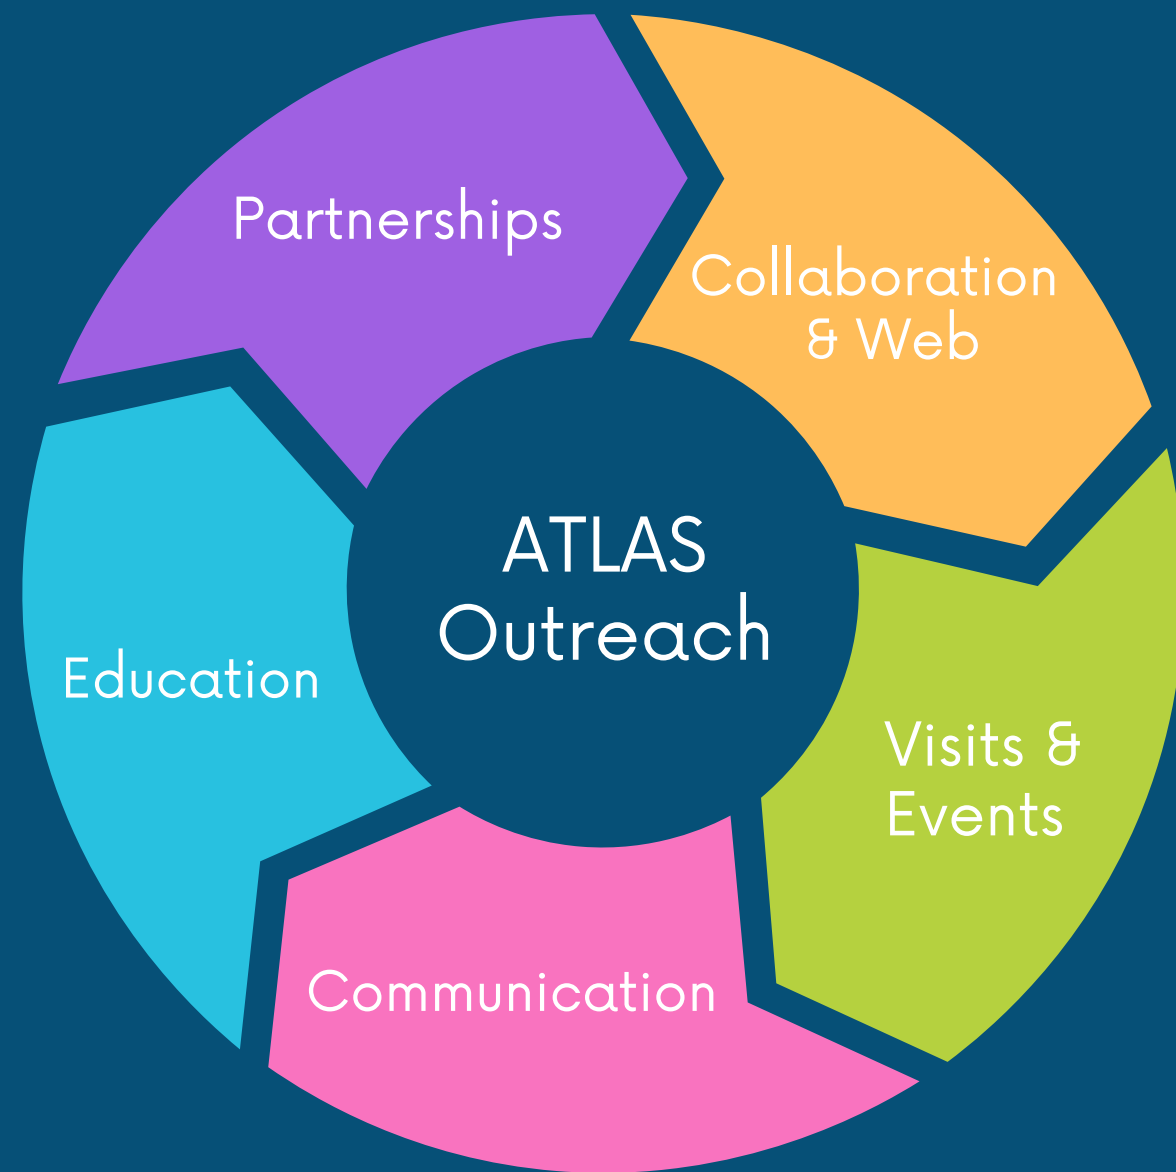 Partnerships
Collaboration
& Web
ATLAS
Outreach
Education
Visits &
Events
Communication